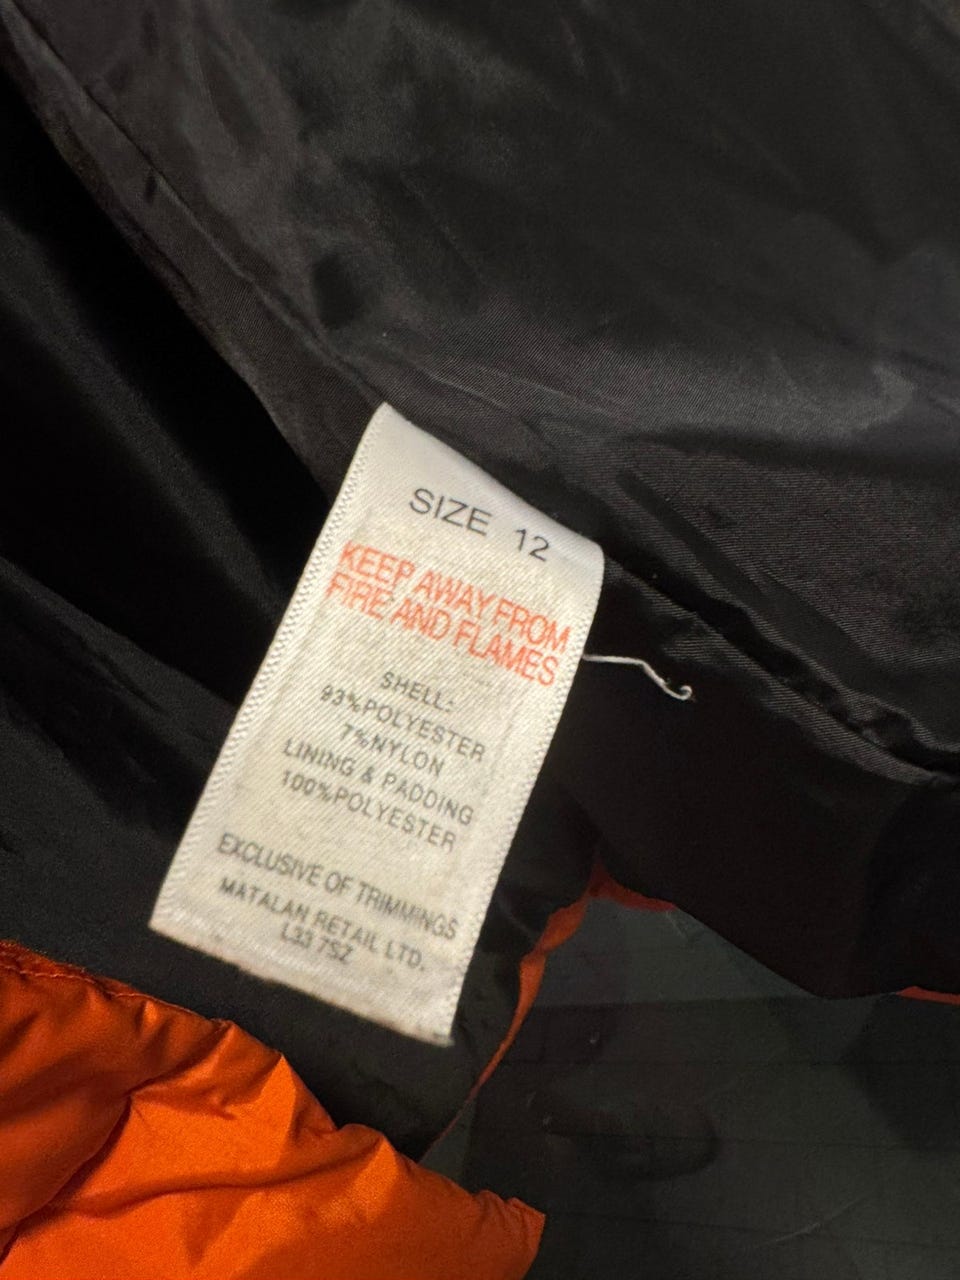 SIZE 12
KEEP AWAY FROM
FIRE AND FLAMES
SHELL:
93%POLYESTER
7%NYLON
LINING & PADDING
100%POLYESTER
EXCLUSIVE OF TRIMMINGS
MATALAN RETAIL LTD.
L33 7SZ